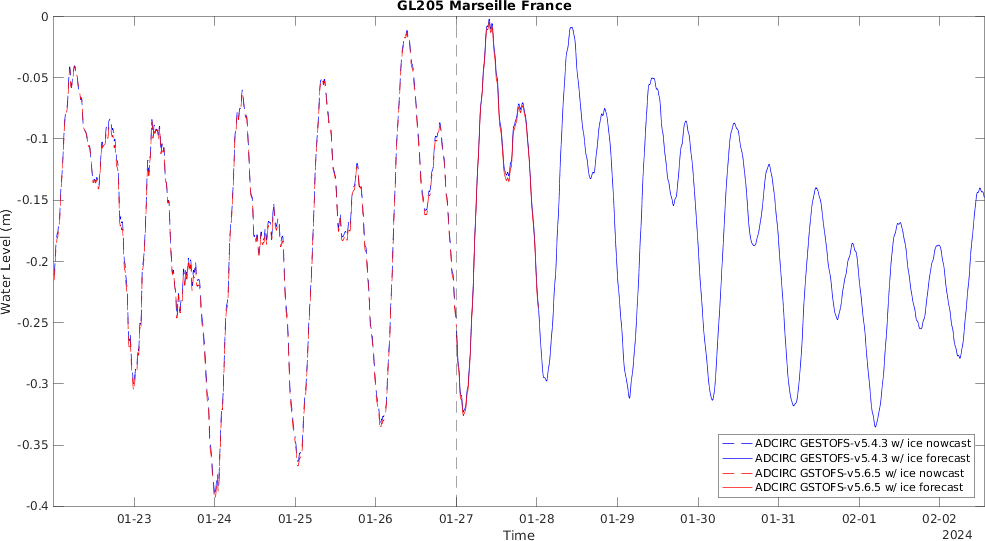 GL205 Marseille France
Water Level (m)
0
-0.05
-0.1
-0.15
-0.2
-0.25
-0.3
-0.35
-0.4
ADCIRC GESTOFS-v5.4.3 w/ ice nowcast
ADCIRC GESTOFS-v5.4.3 w/ ice forecast
ADCIRC GSTOFS-v5.6.5 w/ ice nowcast
ADCIRC GSTOFS-v5.6.5 w/ ice forecast
01-23 01-24 01-25 01-26 01-27 01-28 01-29 01-30 01-31 02-01 02-02
Time
2024